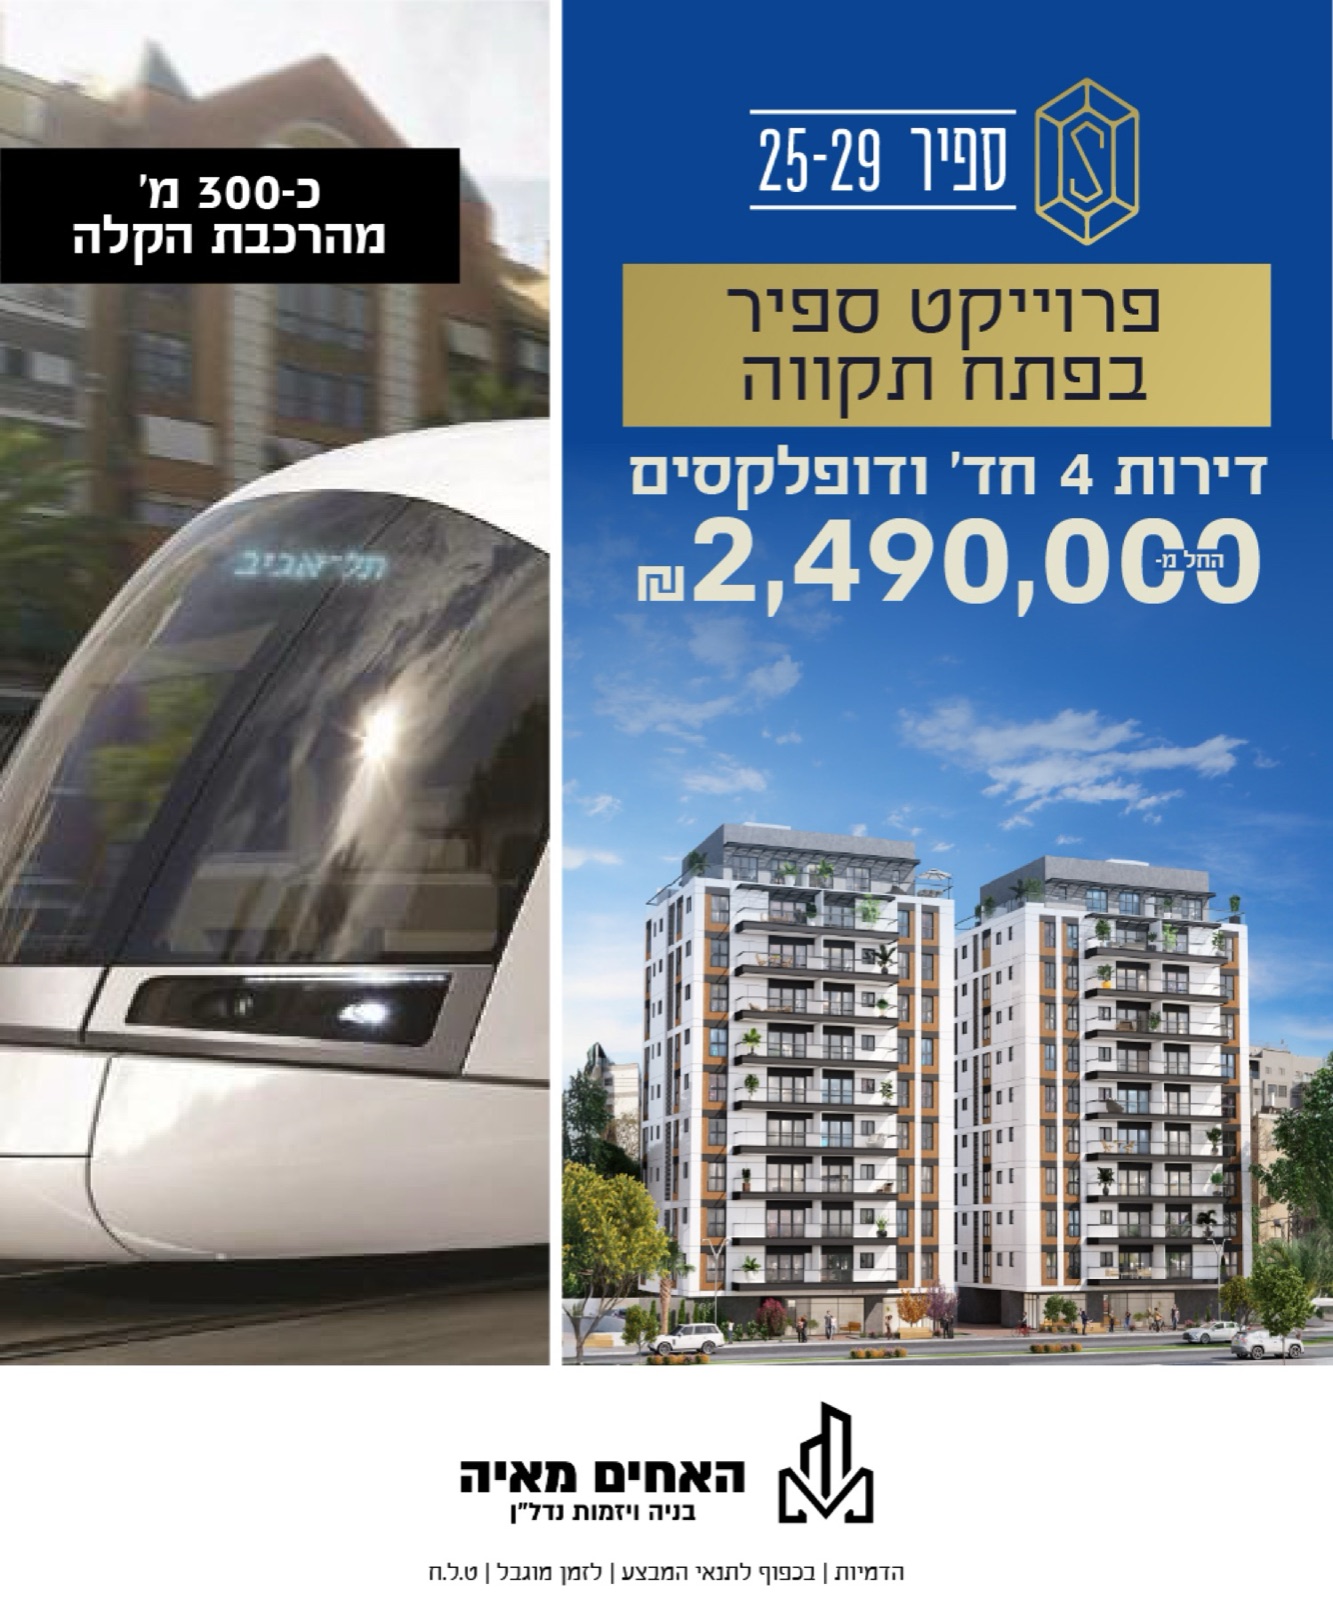 ספיר 25-29
פרוייקט ספיר
בפתח תקווה
דירות 4 חד' ודופלקסים
החל מ-
2,490,000 ₪
כ-300 מ'
מהרכבת הקלה
תל-אביב
האחים מאיה
בניה ויזמות נדל"ן
הדמיות | בכפוף לתנאי המבצע | לזמן מוגבל | ט.ל.ח